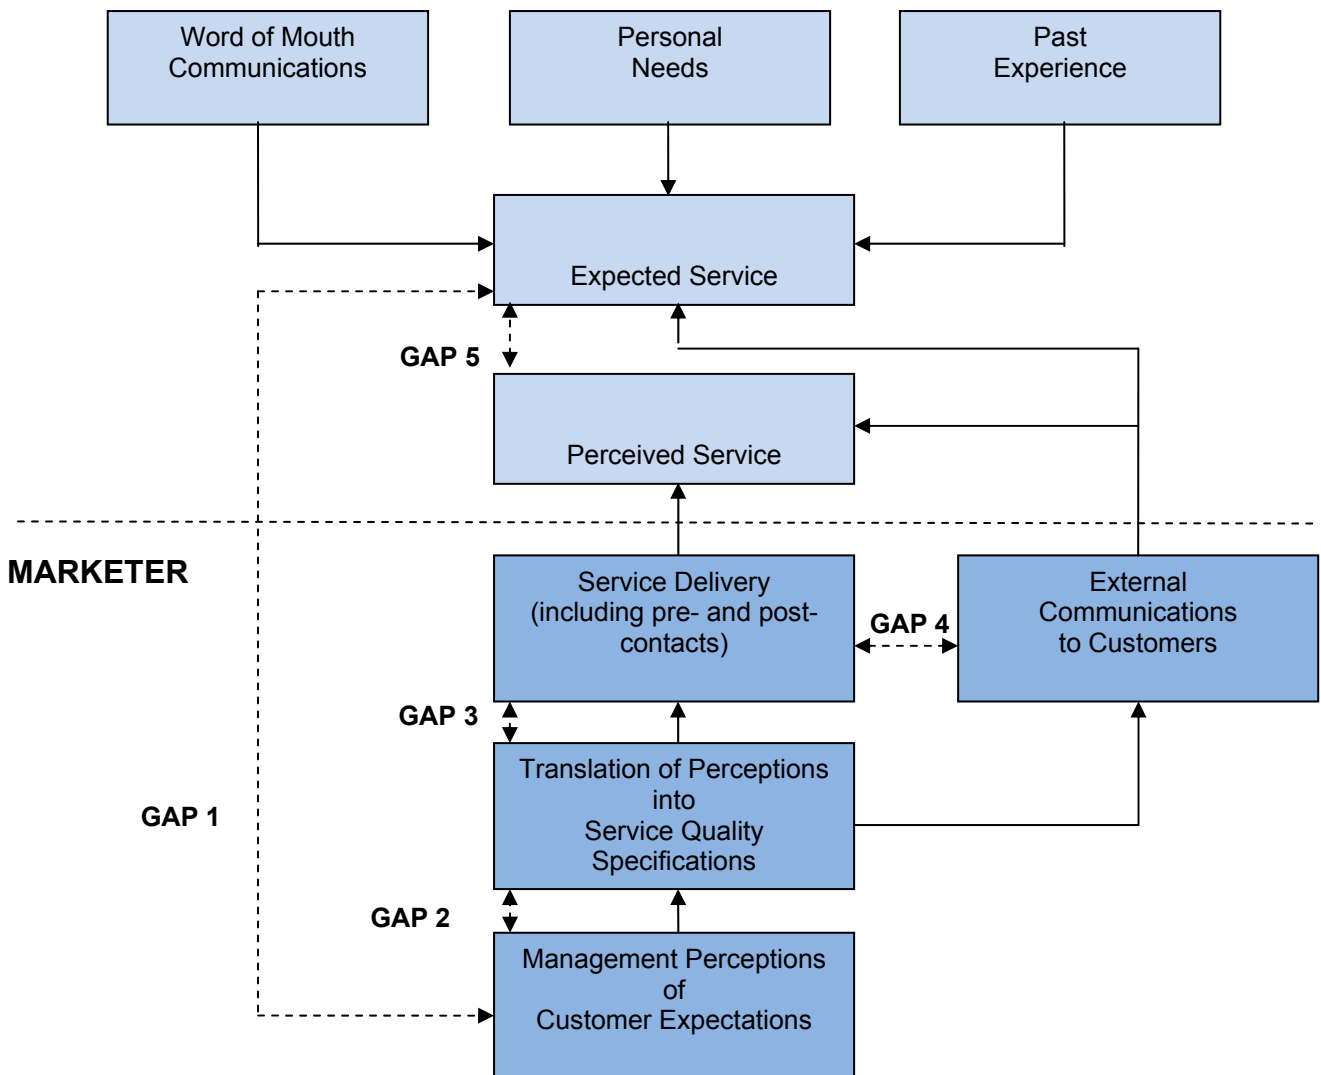 Word of Mouth
Communications
Personal
Needs
Past
Experience
Expected Service
GAP 5
Perceived Service
MARKETER
Service Delivery
(including pre- and post-
contacts)
GAP 4
External
Communications
to Customers
GAP 3
Translation of Perceptions
into
Service Quality
Specifications
GAP 1
GAP 2
Management Perceptions
of
Customer Expectations